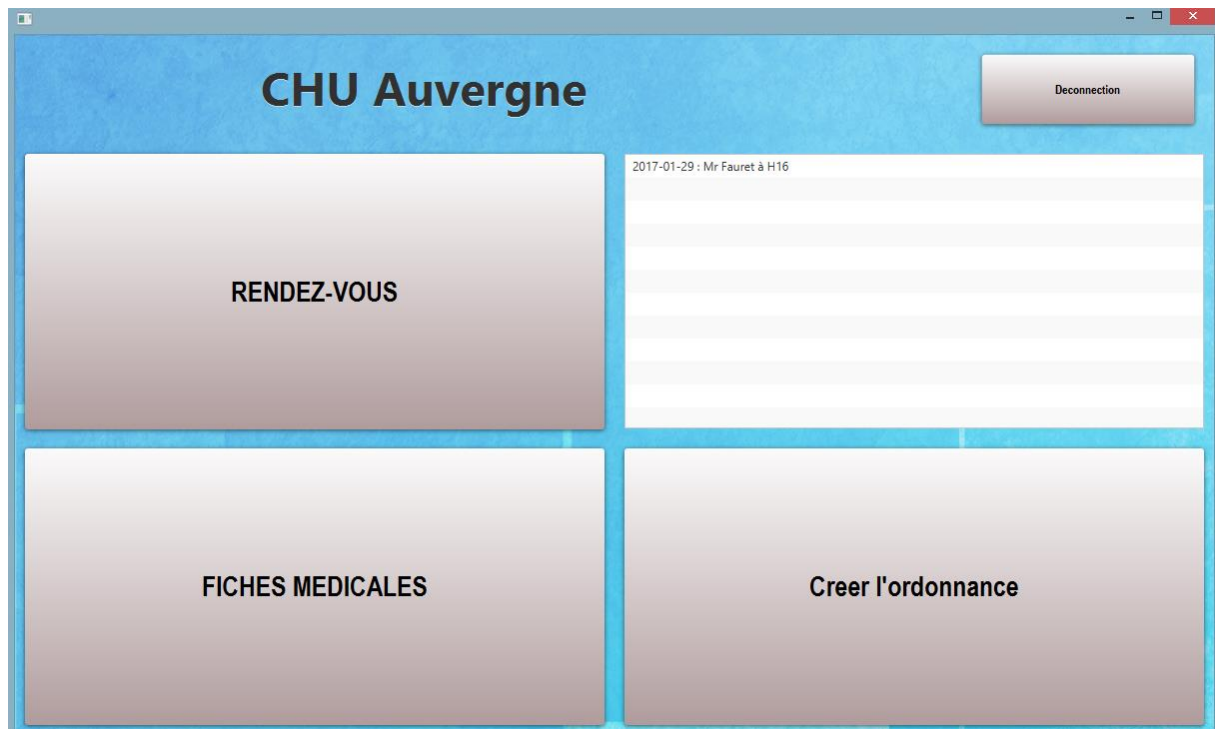 CHU Auvergne
Deconnection
RENDEZ-VOUS
2017-01-29 : Mr Fauret à H16
FICHES MEDICALES
Creer l'ordonnance